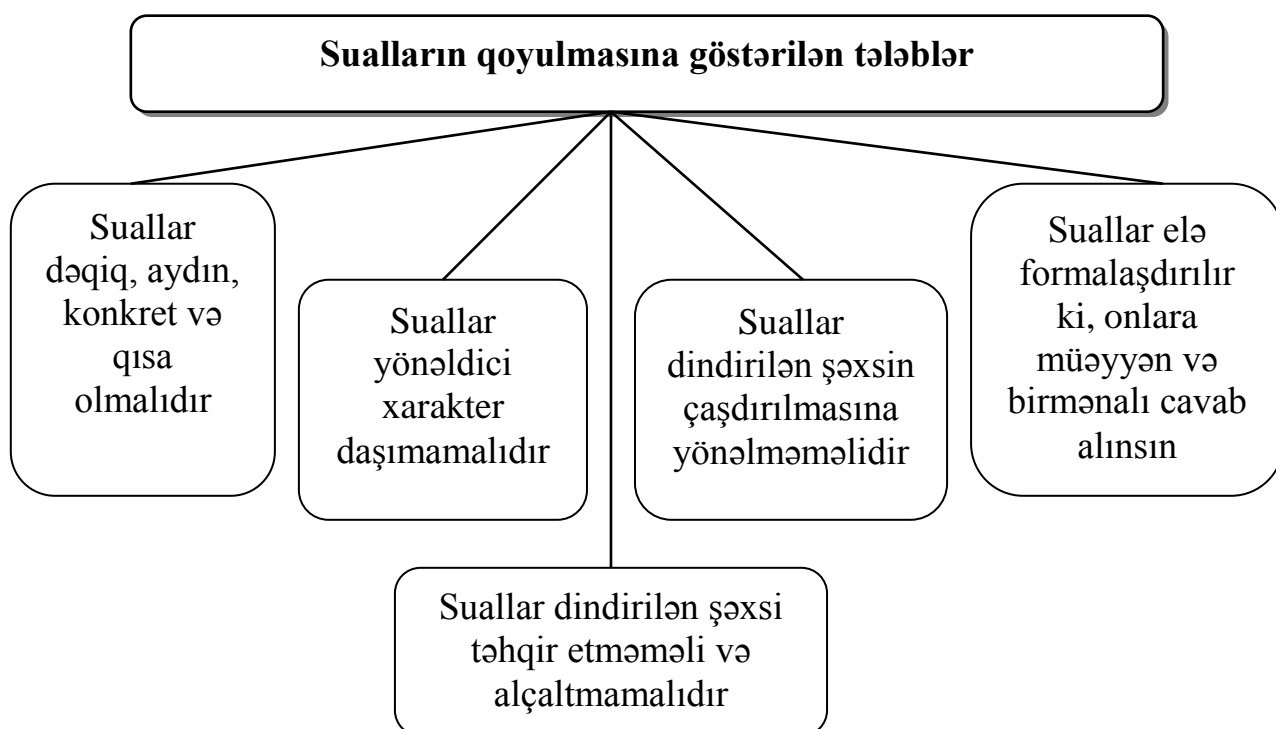 Sualların qoyulmasına göstərilən tələblər
Suallar
dəqiq, aydın,
konkret və
qısa
olmalıdır
Suallar
yönəldici
xarakter
daşımamalıdır
Suallar
dindirilən şəxsin
çaşdırılmasına
yönəlməməlidir
Suallar elə
formalaşdırılır
ki, onlara
müəyyən və
birmənalı cavab
alınsın
Suallar dindirilən şəxsi
təhqir etməməli və
alçaltmamalıdır